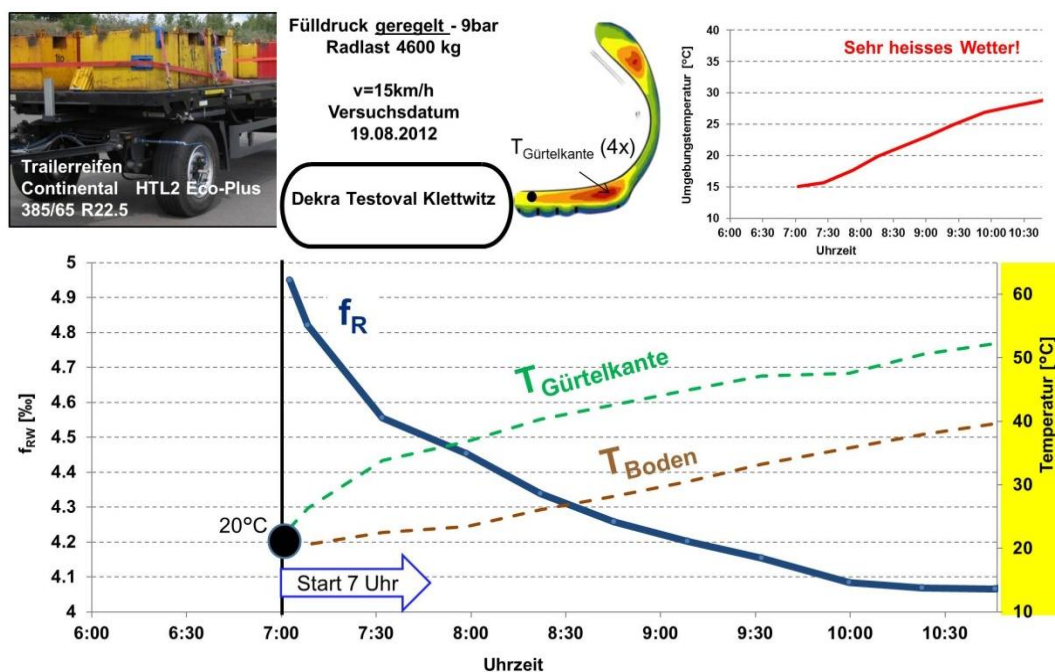 Trailerreifen
Continental HTL2 Eco-Plus
385/65 R22.5
Fülldruck geregelt - 9bar
Radlast 4600 kg
v=15km/h
Versuchsdatum
19.08.2012
Dekra Testoval Klettwitz
TGürtelkante (4x)
Sehr heisses Wetter!
Umgebungstemperatur [°C]
40
35
30
25
20
15
10
6:00 6:30 7:00 7:30 8:00 8:30 9:00 9:30 10:00 10:30
Uhrzeit
fRW [‰]
5
4.9
4.8
4.7
4.6
4.5
4.4
4.3
4.2
4.1
4
fR
TGürtelkante
TBoden
20°C
Start 7 Uhr
60
50
40
30
20
10
Temperatur [°C]
6:00 6:30 7:00 7:30 8:00 8:30 9:00 9:30 10:00 10:30
Uhrzeit